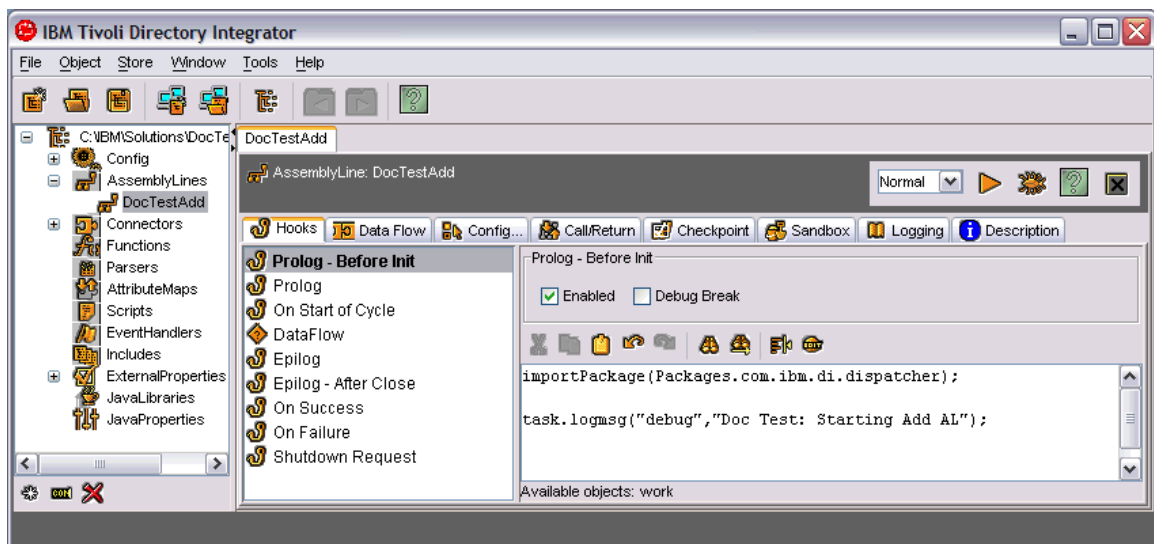 IBM Tivoli Directory Integrator
File Object Store Window Tools Help
C:\IBM\Solutions\DocTe
Config
AssemblyLines
DocTestAdd
Connectors
Functions
Parsers
AttributeMaps
Scripts
EventHandlers
Includes
ExternalProperties
JavaLibraries
JavaProperties
DocTestAdd
AssemblyLine: DocTestAdd
Normal
Hooks Data Flow Config... Call/Return Checkpoint Sandbox Logging Description
Prolog - Before Init
Prolog
On Start of Cycle
DataFlow
Epilog
Epilog - After Close
On Success
On Failure
Shutdown Request
Prolog - Before Init
Enabled Debug Break
importPackage(Packages.com.ibm.di.dispatcher);
task.logmsg("debug","Doc Test: Starting Add AL");
Available objects: work